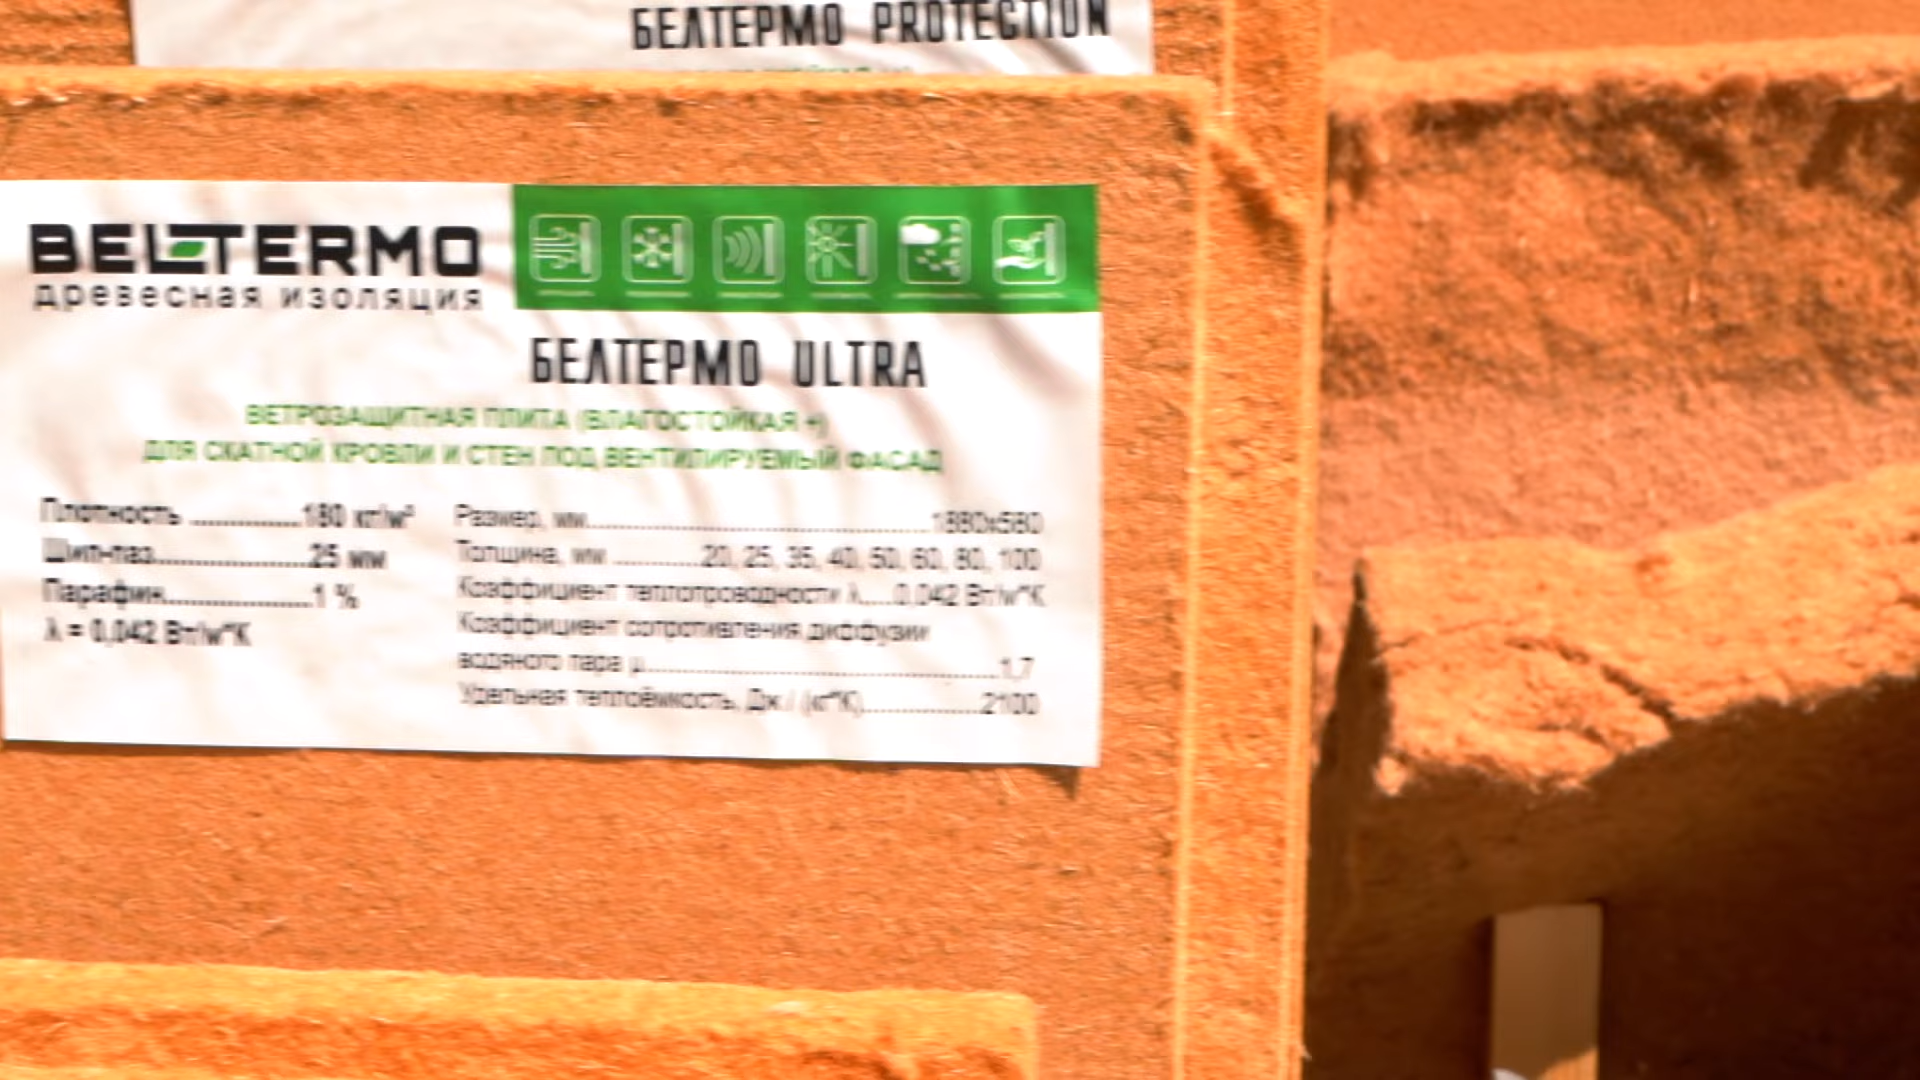 БЕЛТЕРМО PROTECTION
BELTERMO
древесная изоляция
БЕЛТЕРМО ULTRA
ВЕТРОЗАЩИТНАЯ ПЛИТА (ВЛАГОСТОЙКАЯ +)
ДЛЯ СКАТНОЙ КРОВЛИ И СТЕН ПОД ВЕНТИЛИРУЕМЫЙ ФАСАД
Плотность ..............180 кг/м³
Шип-паз....................25 мм
Парафин...................1 %
λ = 0,042 Вт/м*К
Размер, мм.............................................1880х580
Толщина, мм ...........20, 25, 35, 40, 50, 60, 80, 100
Коэффициент теплопроводности λ.....0,042 Вт/м*К
Коэффициент сопротивления диффузии
водяного пара μ..............................................1,7
Удельная теплоёмкость, Дж / (кг*К)...............2100